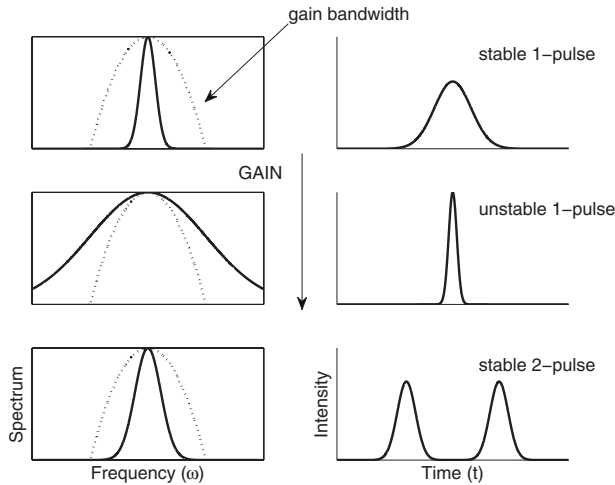 gain bandwidth
stable 1−pulse
GAIN
unstable 1−pulse
stable 2−pulse
Spectrum
Intensity
Frequency (ω)
Time (t)